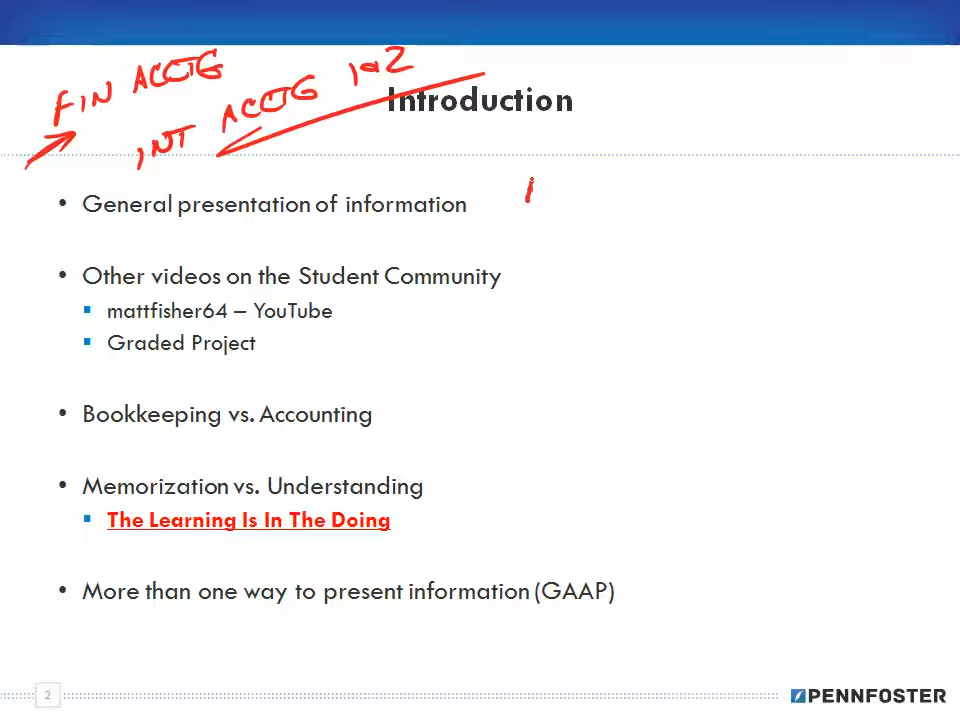 FIN ACCTG
INT ACCTG 1&2
Introduction
• General presentation of information
• Other videos on the Student Community
▪ mattfisher64 – YouTube
▪ Graded Project
• Bookkeeping vs. Accounting
• Memorization vs. Understanding
▪ The Learning Is In The Doing
• More than one way to present information (GAAP)
2
PENNFOSTER